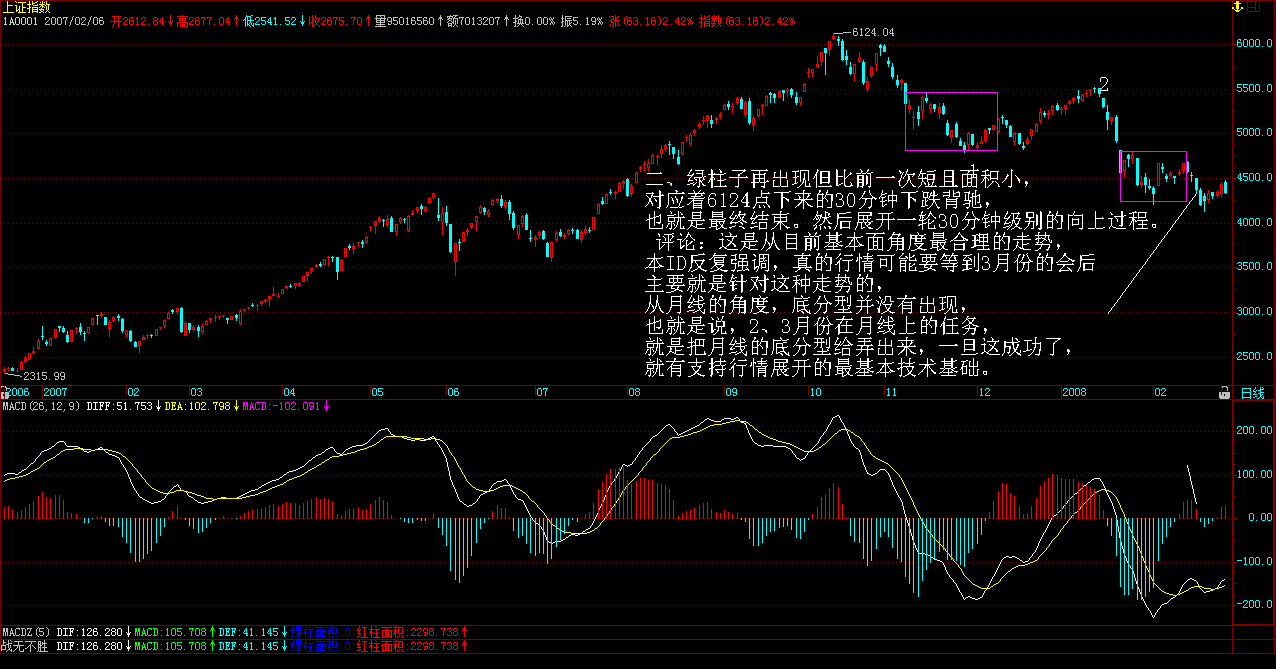 上证指数
1A0001 2007/02/06 开2612.54↓高2677.04↑低2541.52↓收2675.70↑量95016560↑额7013207↑换0.00% 振5.19% 涨(63.18)2.42% 指数(63.18)2.42%
6124.04
6000.0
2
5500.0
5000.0
1
4500.0
二、绿柱子再出现但比前一次短且面积小，
对应着6124点下来的30分钟下跌背驰，
也就是最终结束。然后展开一轮30分钟级别的向上过程。
4000.0
评论：这是从目前基本面角度最合理的走势，
本ID反复强调，真的行情可能要等到3月份的会后
3500.0
主要就是针对这种走势的，
从月线的角度，底分型并没有出现，
3000.0
也就是说，2、3月份在月线上的任务，
就是把月线的底分型给弄出来，一旦这成功了，
2500.0
就有支持行情展开的最基本技术基础。
2315.99
2006 2007 02 03 04 05 06 07 08 09 10 11 12 2008 02 日线
MACD(26,12,9) DIFF:51.753↓DEA:102.798↓MACD:-102.091↓
200.00
100.00
0.00
-100.0
-200.0
MACDZ(5) DIF:126.280↓MACD:105.708↑DEF:41.145↓绿柱面积 0 红柱面积:2298.738↑
战无不胜 DIF:126.280↓MACD:105.708↑DEF:41.145↓绿柱面积 0 红柱面积:2298.738↑